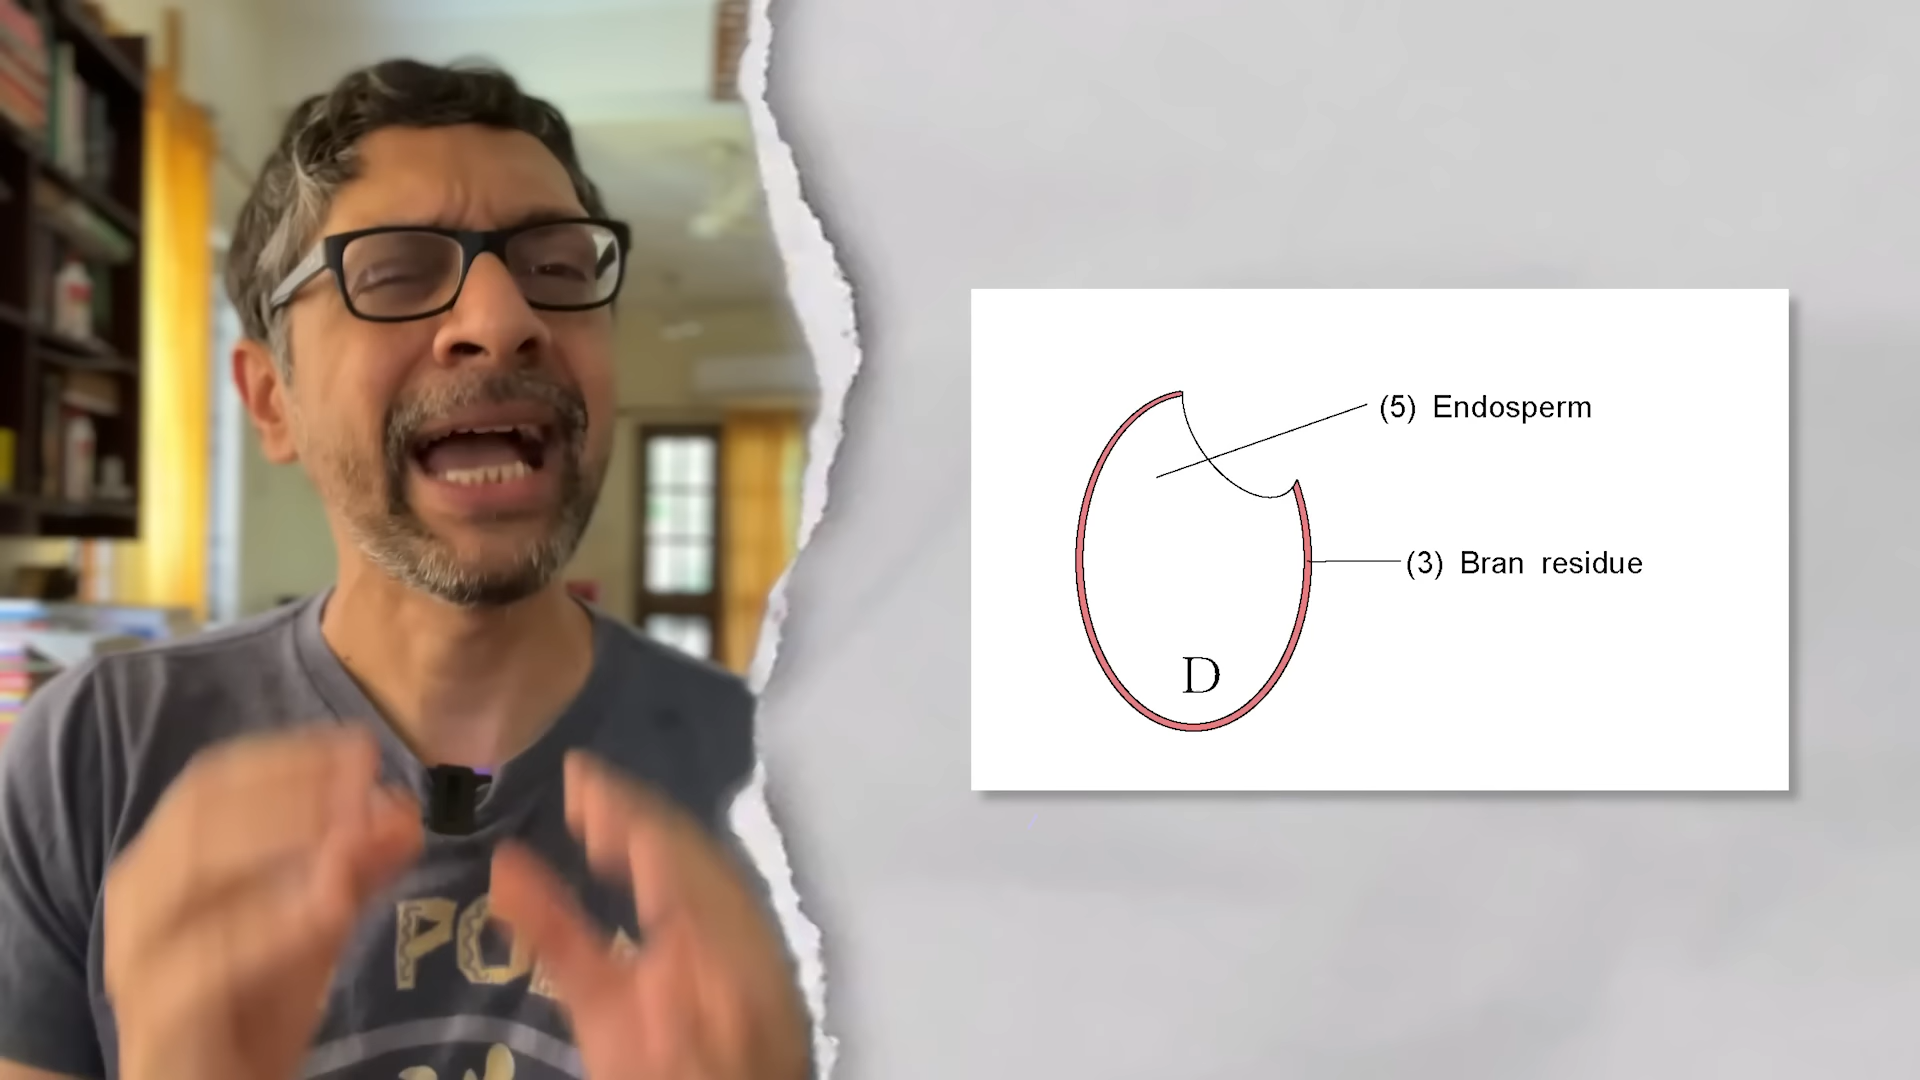 (5) Endosperm
(3) Bran residue
D